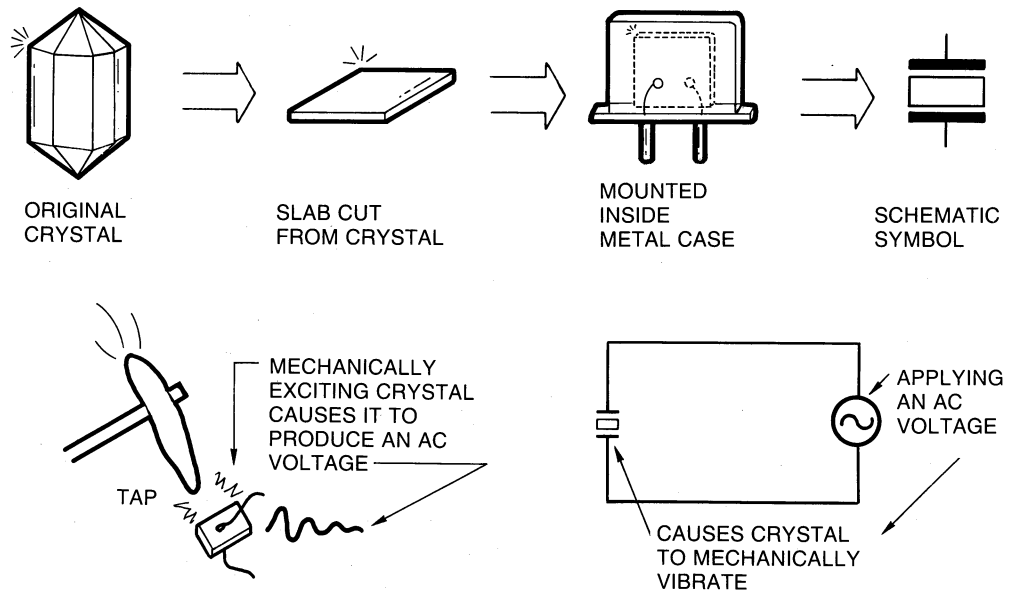 ORIGINAL
CRYSTAL
SLAB CUT
FROM CRYSTAL
MOUNTED
INSIDE
METAL CASE
SCHEMATIC
SYMBOL
MECHANICALLY
EXCITING CRYSTAL
CAUSES IT TO
PRODUCE AN AC
VOLTAGE
TAP
APPLYING
AN AC
VOLTAGE
CAUSES CRYSTAL
TO MECHANICALLY
VIBRATE